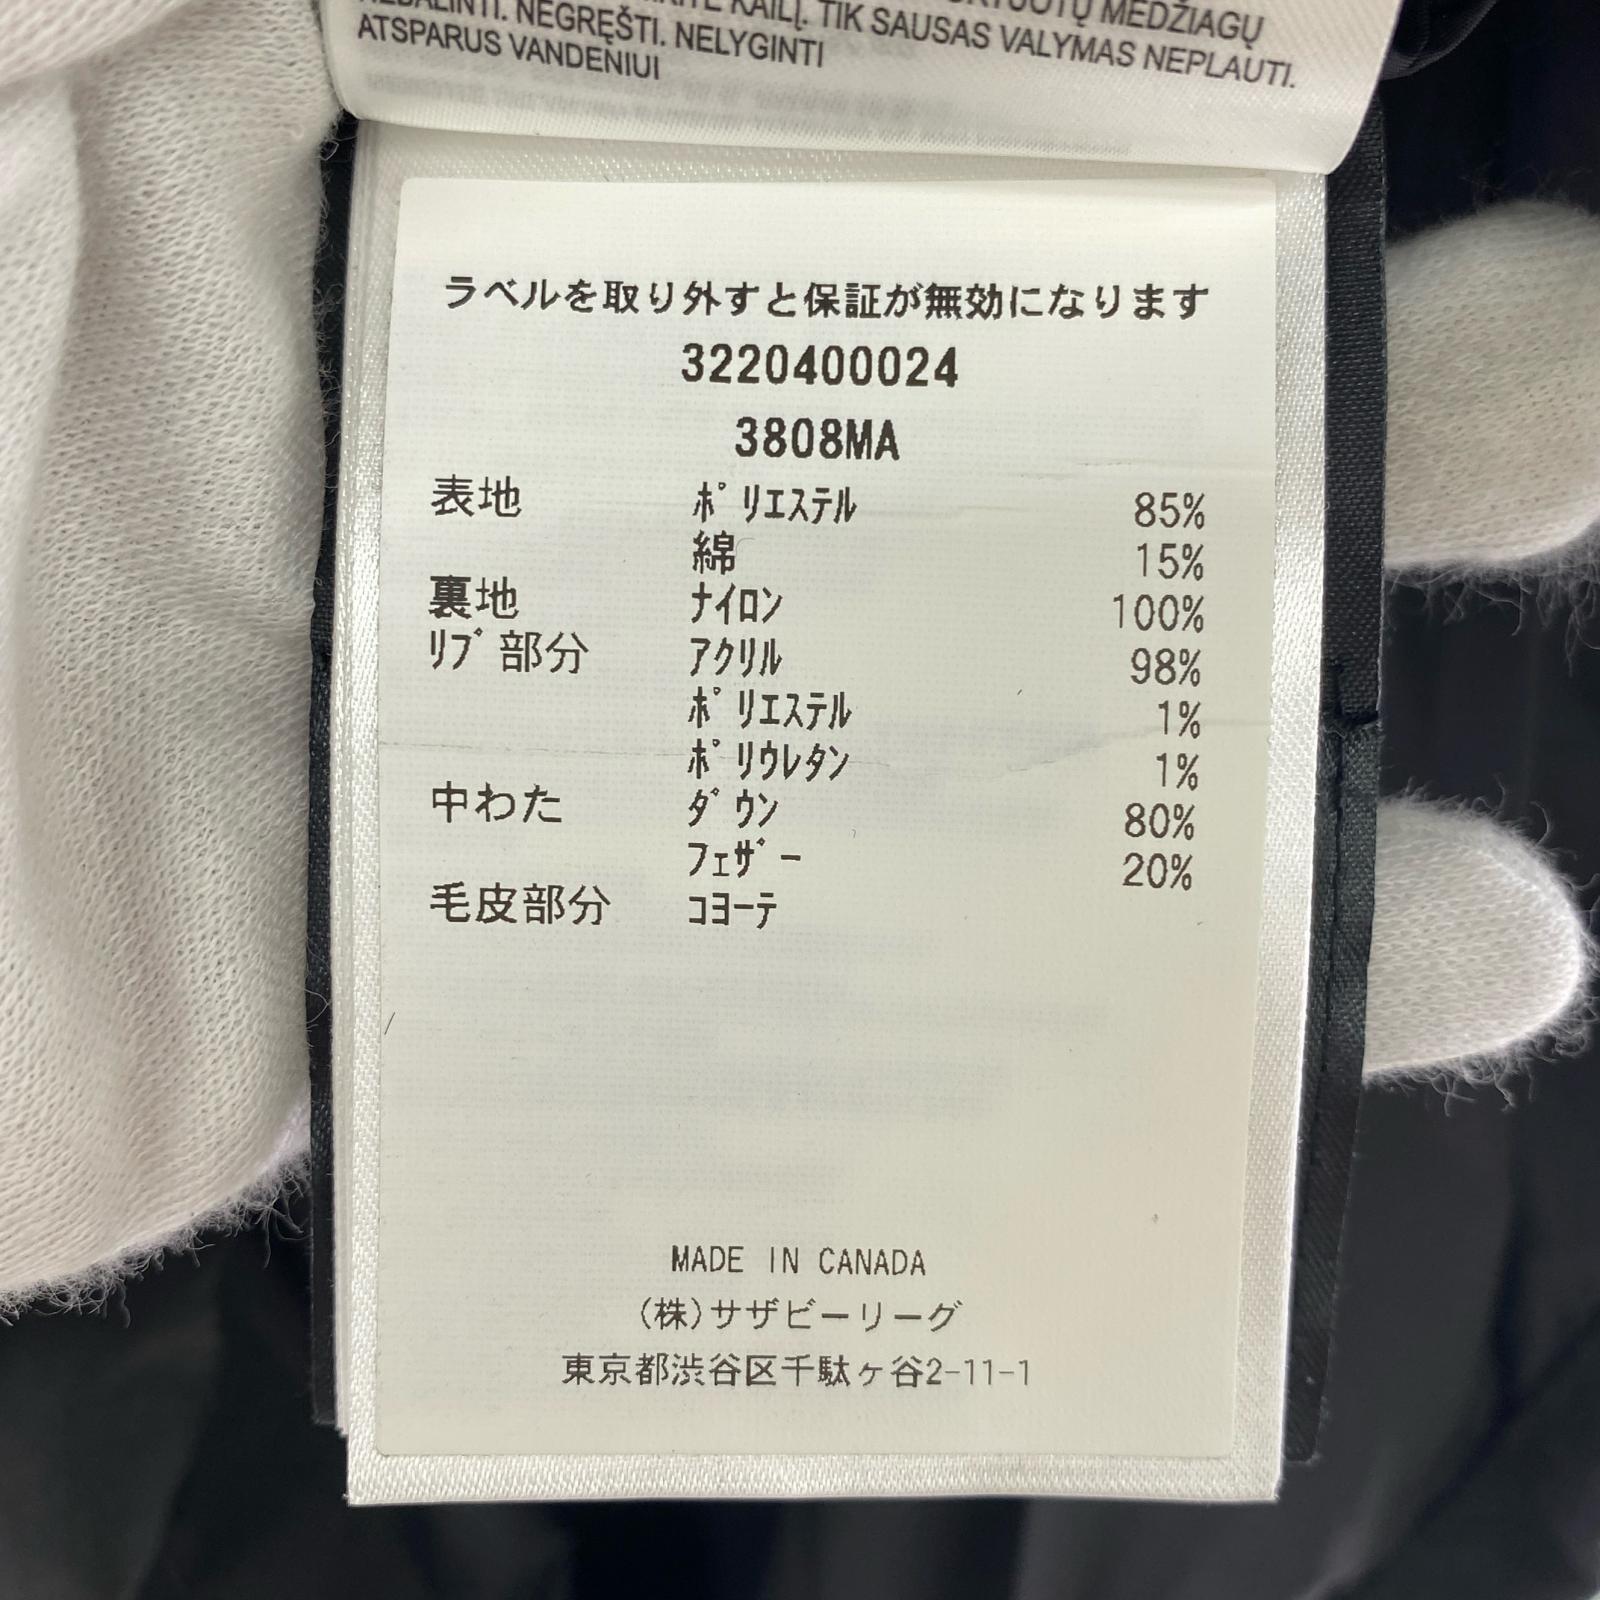 KAILĮ. TIK SAUSAS VALYMAS NEPLAUTI.
MEDŽIAGŲ
NEGRĘŠTI. NELYGINTI
ATSPARUS VANDENIUI
ラベルを取り外すと保証が無効になります
3220400024
3808MA
表地 ﾎﾟﾘｴｽﾃﾙ 85%
綿 15%
裏地 ﾅｲﾛﾝ 100%
ﾘﾌﾞ部分 ｱｸﾘﾙ 98%
ﾎﾟﾘｴｽﾃﾙ 1%
ﾎﾟﾘｳﾚﾀﾝ 1%
中わた ﾀﾞｳﾝ 80%
ﾌｪｻﾞｰ 20%
毛皮部分 ｺﾖｰﾃ
MADE IN CANADA
(株)サザビーリーグ
東京都渋谷区千駄ヶ谷2-11-1